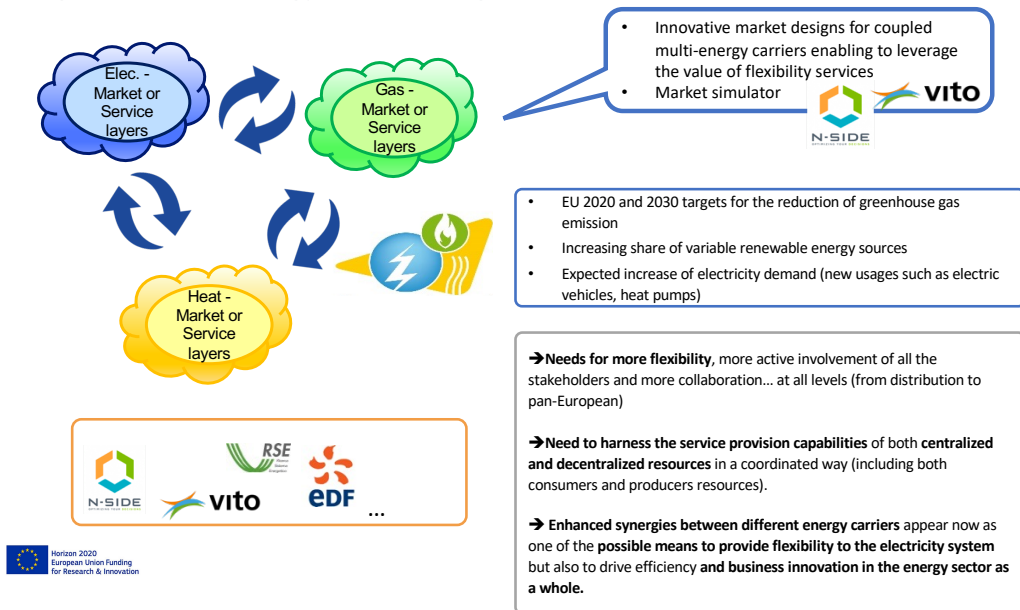 Elec. -
Market or
Service
layers
Gas -
Market or
Service
layers
Heat -
Market or
Service
layers
• Innovative market designs for coupled
multi-energy carriers enabling to leverage
the value of flexibility services
• Market simulator
N-SIDE
OPTIMIZING YOUR DECISIONS
vito
• EU 2020 and 2030 targets for the reduction of greenhouse gas
emission
• Increasing share of variable renewable energy sources
• Expected increase of electricity demand (new usages such as electric
vehicles, heat pumps)
➔Needs for more flexibility, more active involvement of all the
stakeholders and more collaboration... at all levels (from distribution to
pan-European)
➔Need to harness the service provision capabilities of both centralized
and decentralized resources in a coordinated way (including both
consumers and producers resources).
➔ Enhanced synergies between different energy carriers appear now as
one of the possible means to provide flexibility to the electricity system
but also to drive efficiency and business innovation in the energy sector as
a whole.
N-SIDE
OPTIMIZING YOUR DECISIONS
vito
RSE
eDF
...
Horizon 2020
European Union Funding
for Research & Innovation